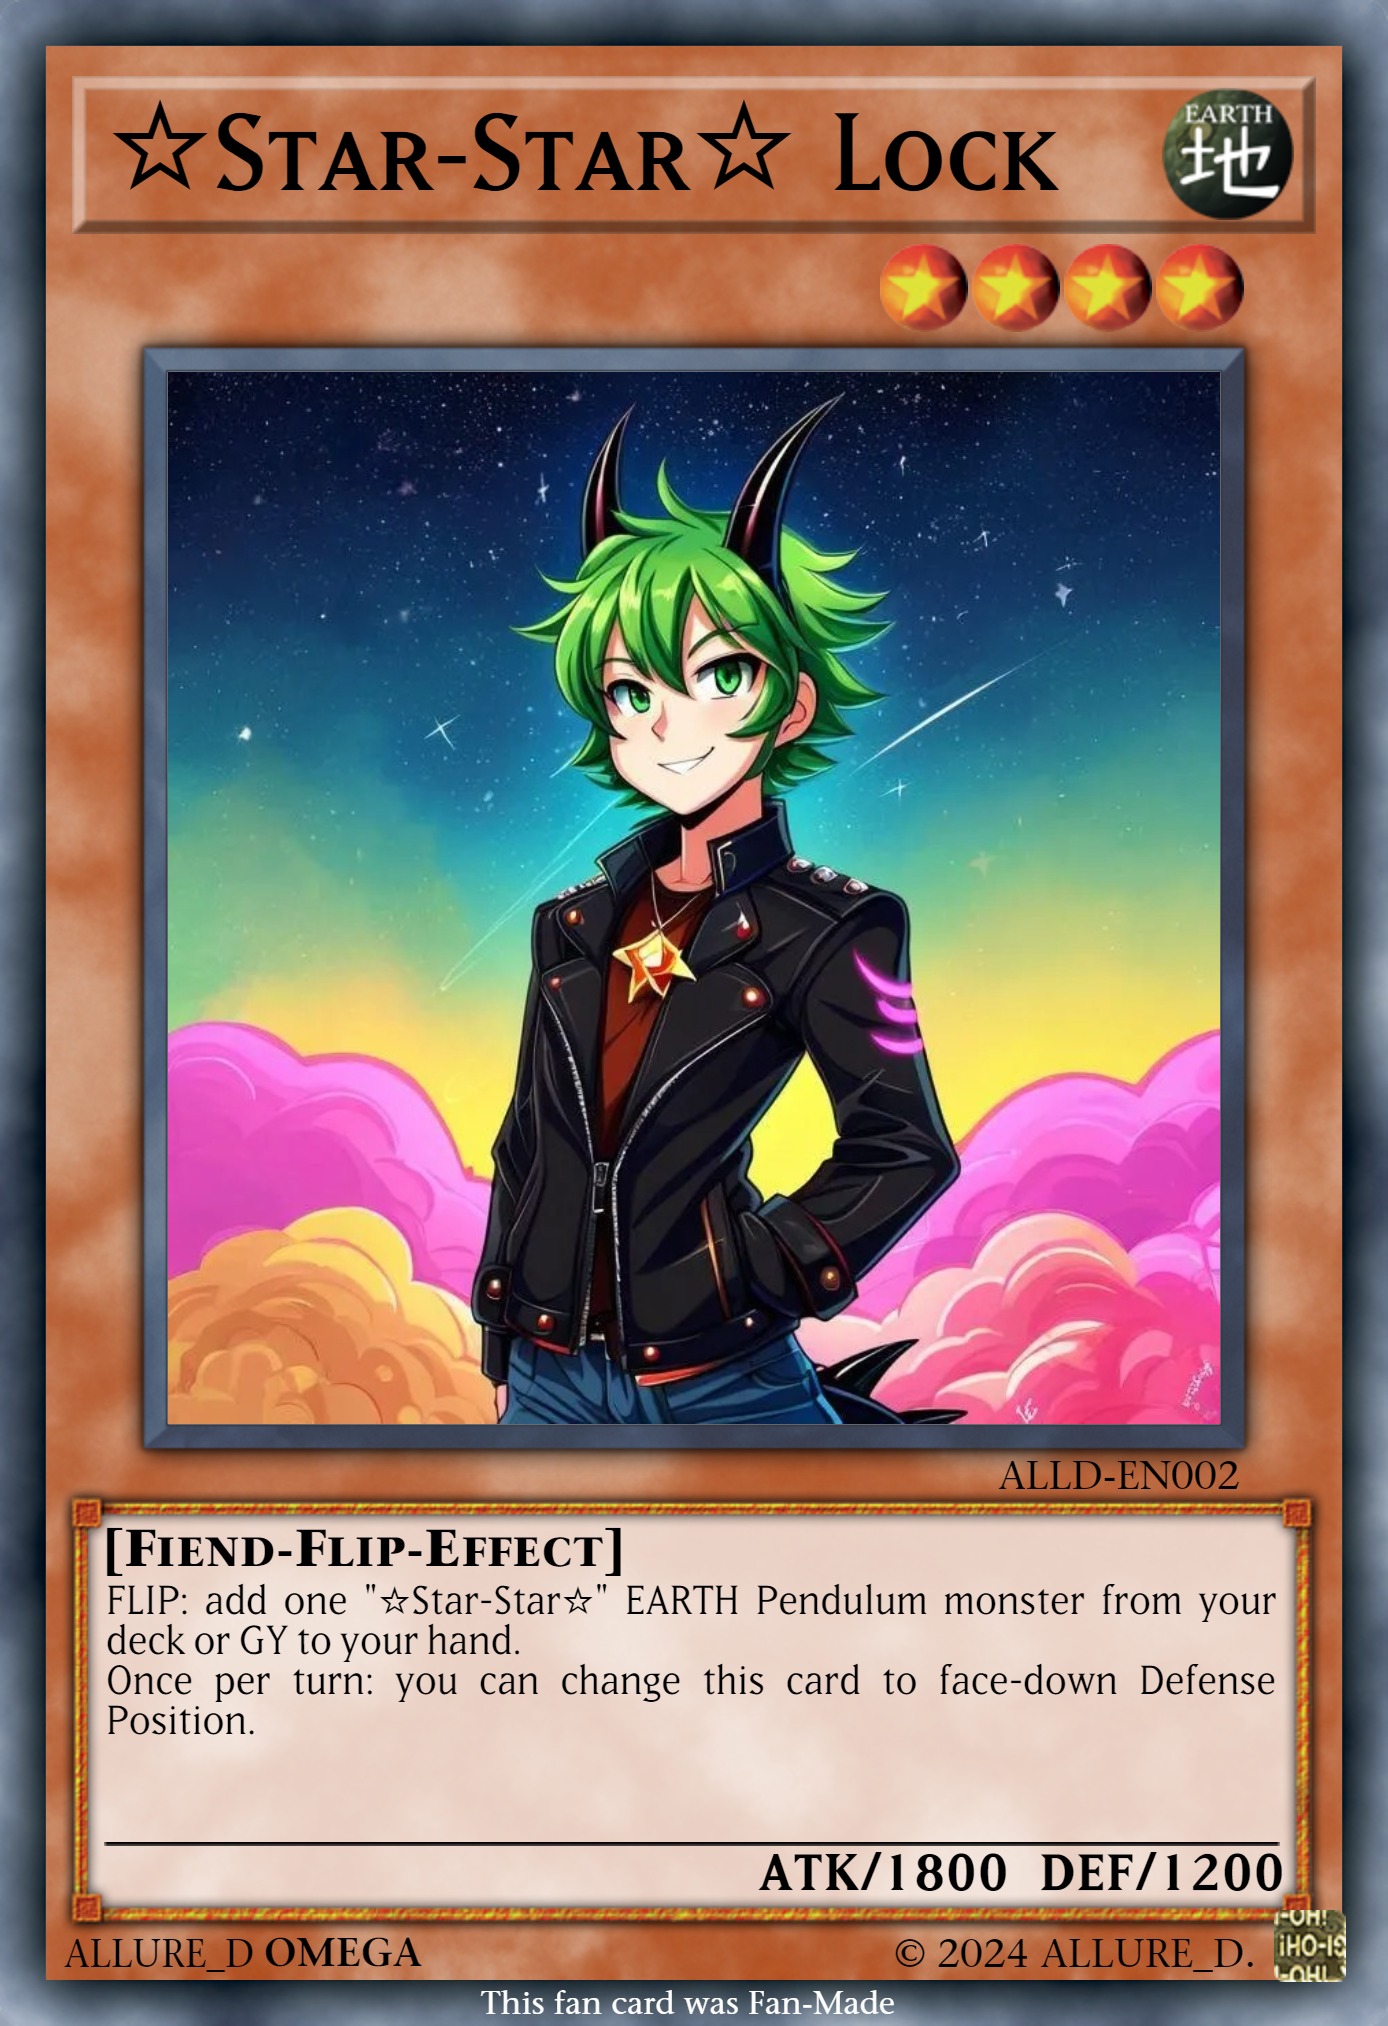 ☆Star-Star☆ Lock
EARTH
地
ALLD-EN002
[Fiend-Flip-Effect]
FLIP: add one "☆Star-Star☆" EARTH Pendulum monster from your
deck or GY to your hand.
Once per turn: you can change this card to face-down Defense
Position.
ATK/1800 DEF/1200
ALLURE_D OMEGA
© 2024 ALLURE_D.
This fan card was Fan-Made